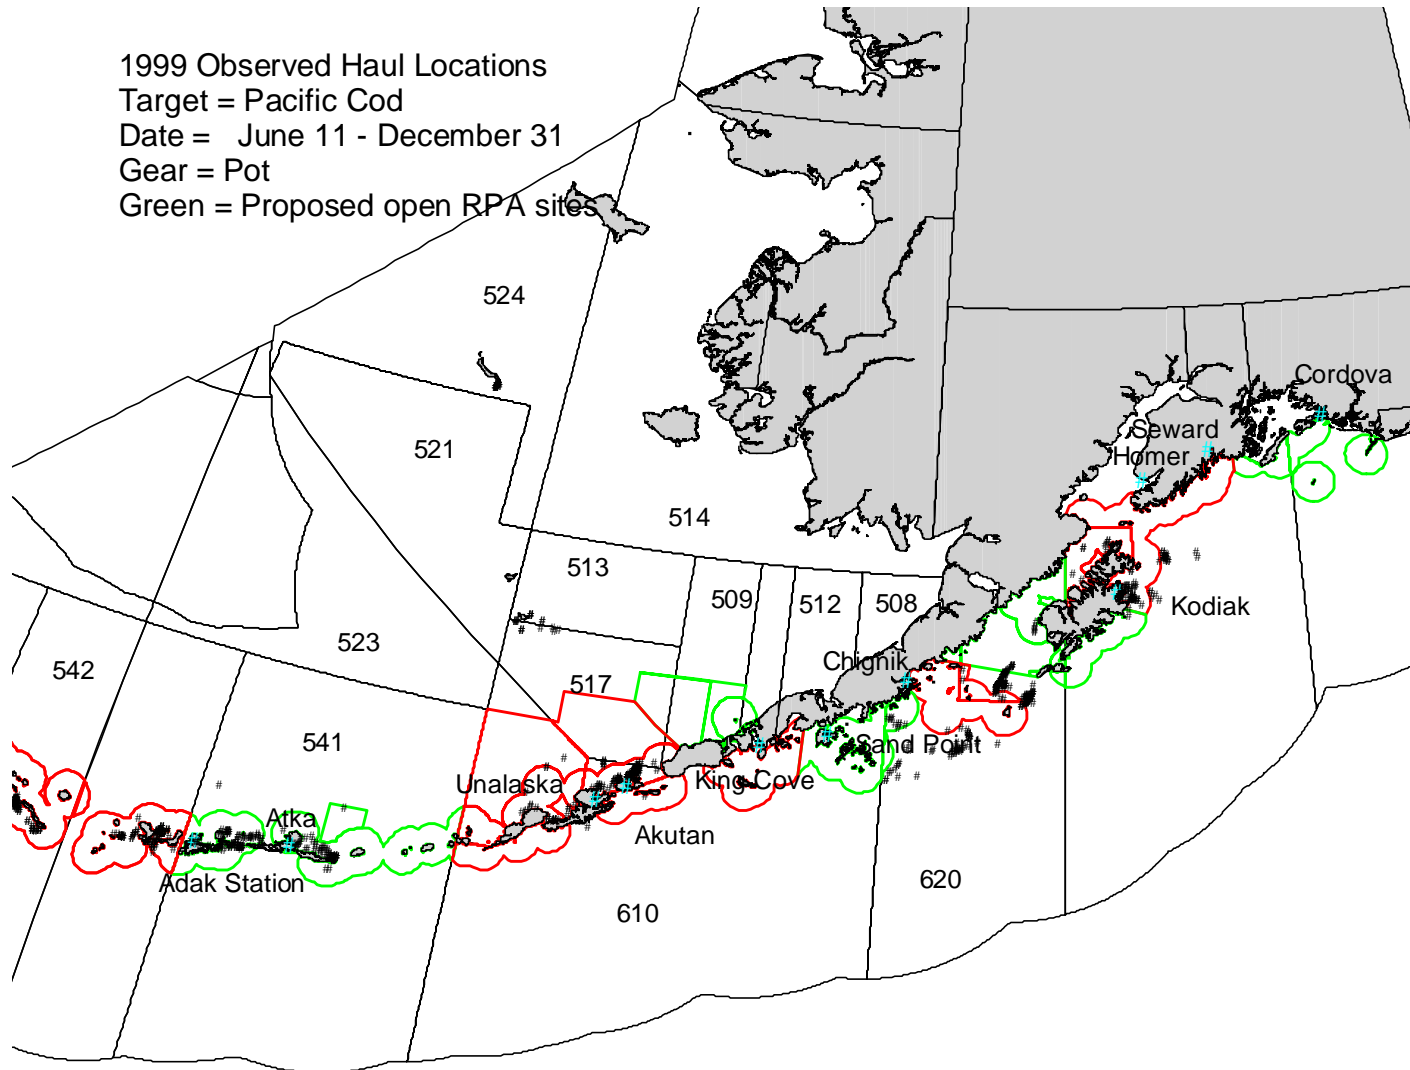 1999 Observed Haul Locations
Target = Pacific Cod
Date =   June 11 - December 31
Gear = Pot
Green = Proposed open RPA sites
524
Cordova
Seward
Homer
521
514
513
509
512
508
Kodiak
523
542
Chignik
517
541
Sand Point
Unalaska
King Cove
Atka
Akutan
Adak Station
620
610